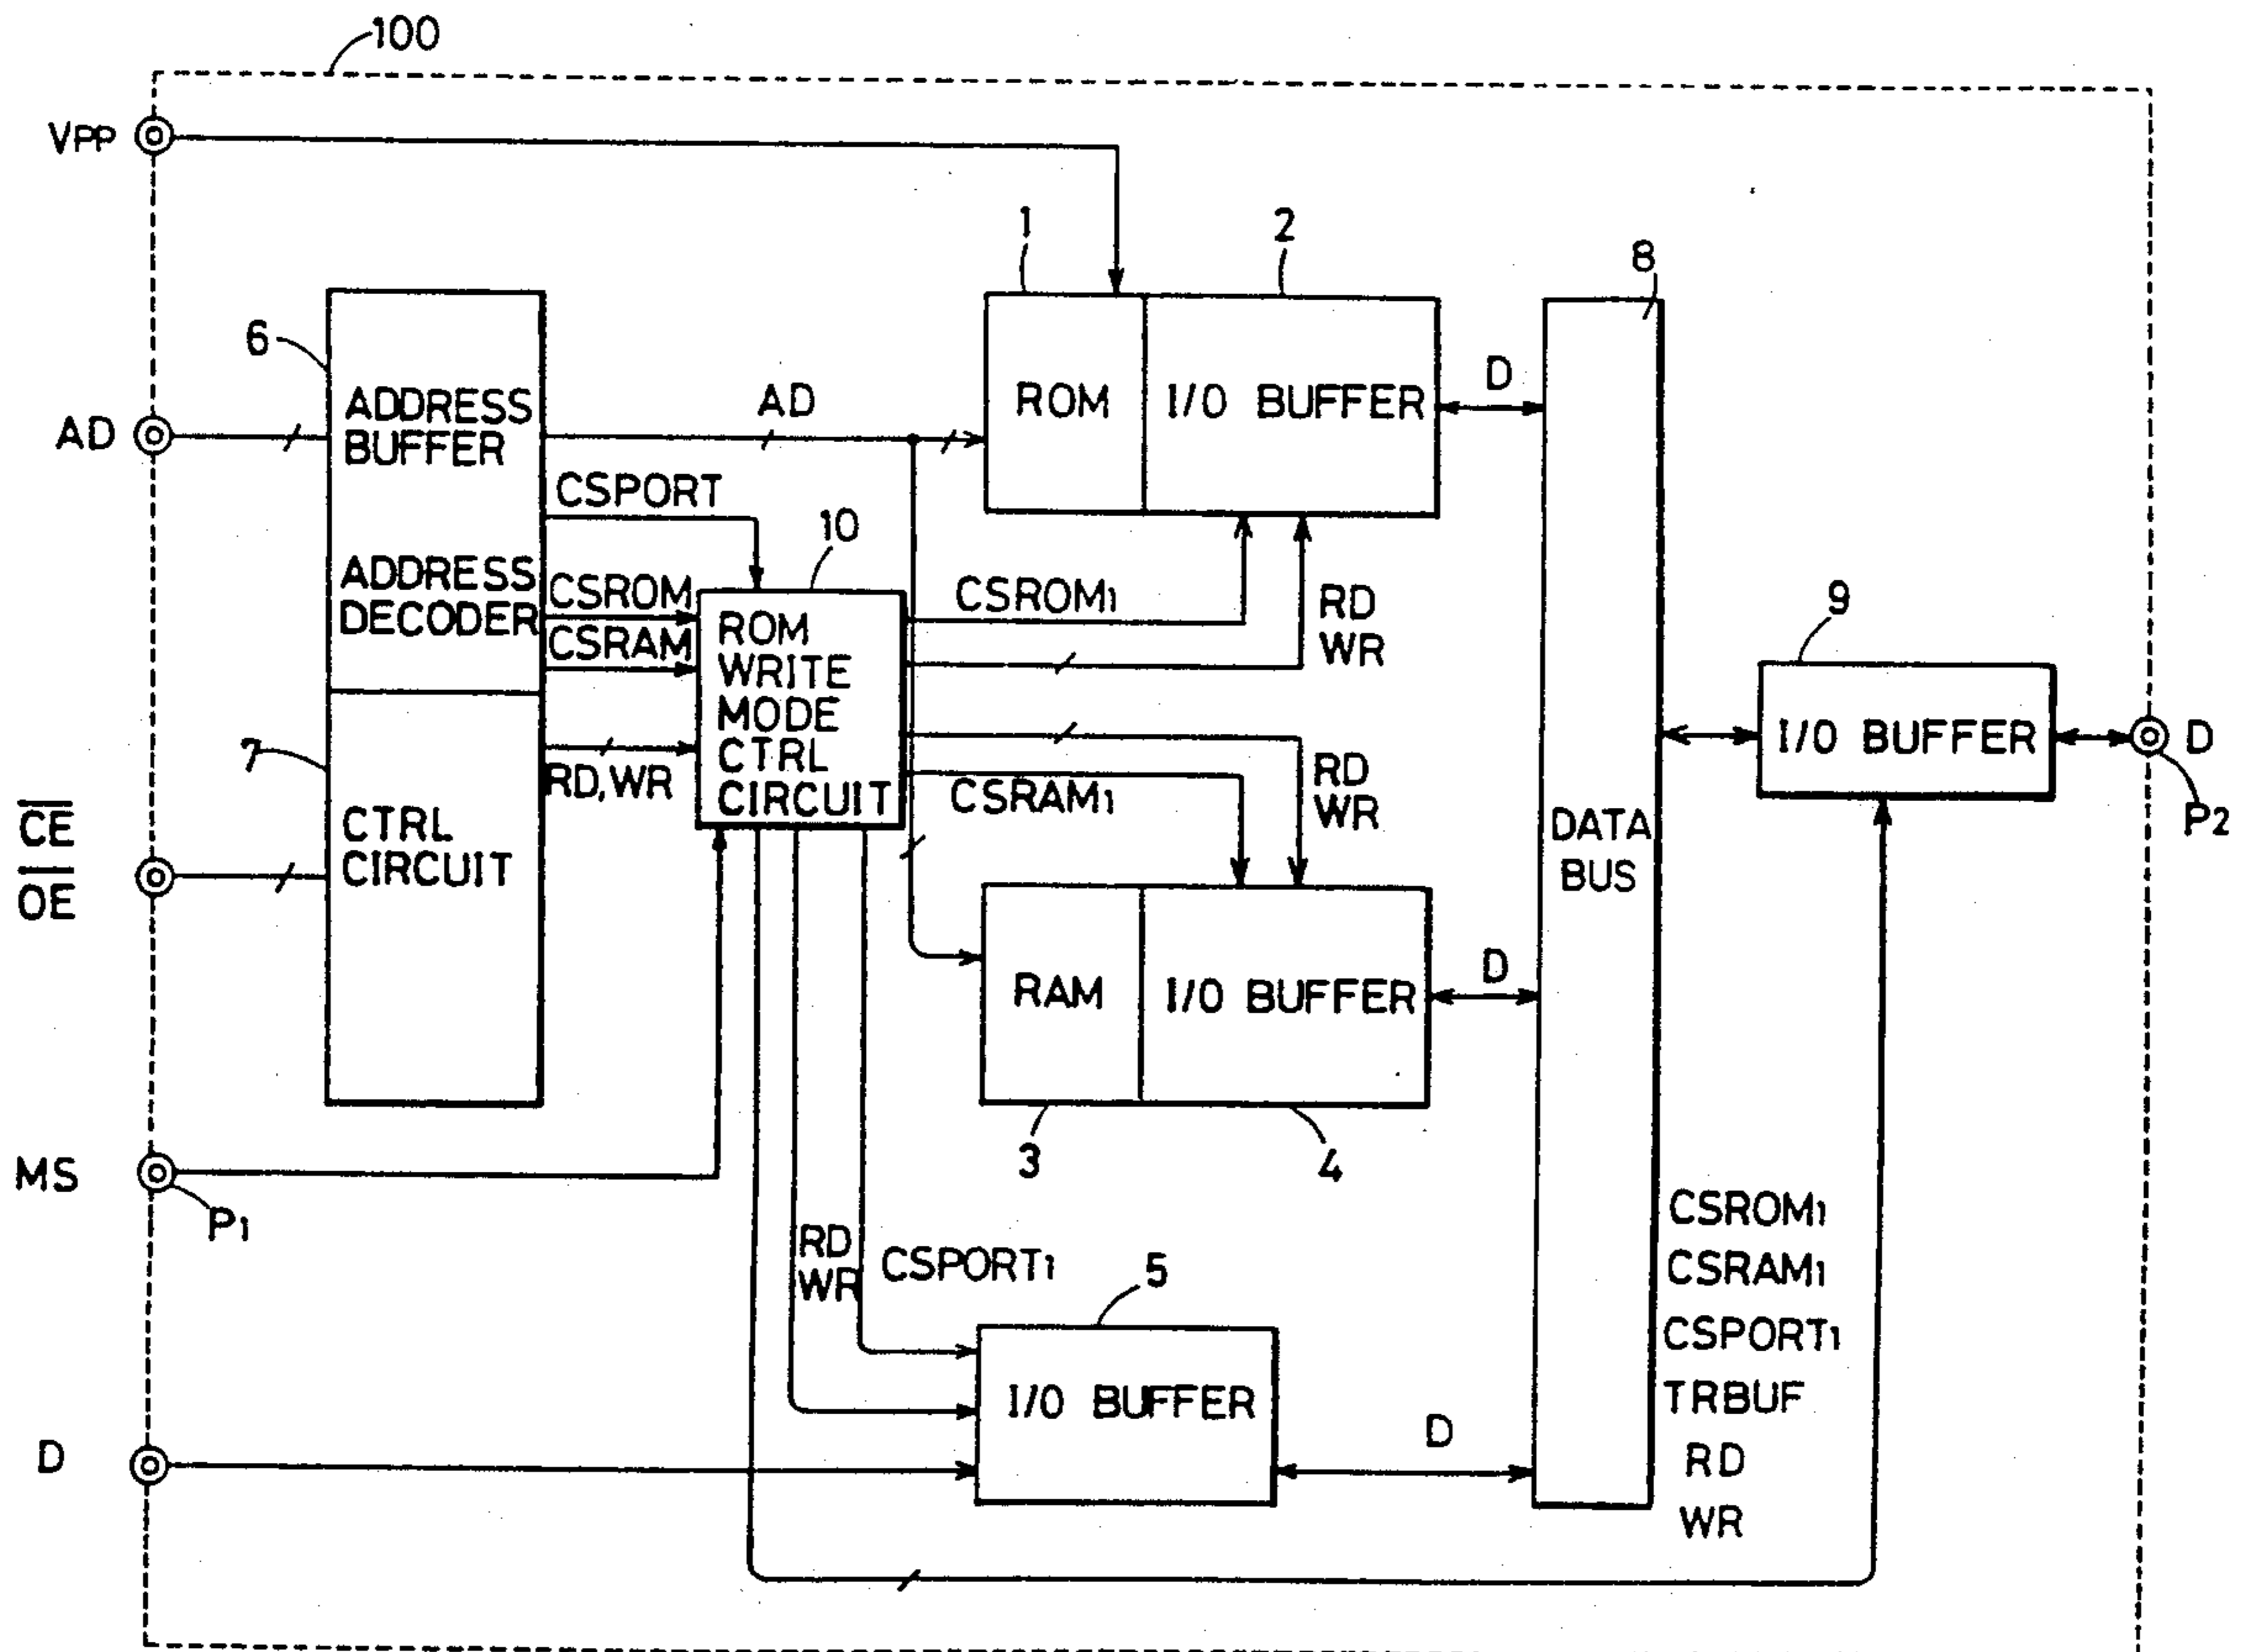 100
VPP
1
2
8
6
ADDRESS
BUFFER
AD
AD
ROM
I/O BUFFER
D
CSPORT
10
ADDRESS
DECODER
CSROM
CSRAM
CSROM1
RD
WR
ROM
WRITE
MODE
CTRL
CIRCUIT
9
I/O BUFFER
D
P2
7
RD,WR
CSRAM1
RD
WR
DATA
BUS
CE
OE
CTRL
CIRCUIT
RAM
I/O BUFFER
D
3
4
MS
P1
RD
WR
CSPORT1
5
CSROM1
CSRAM1
CSPORT1
TRBUF
RD
WR
I/O BUFFER
D
D